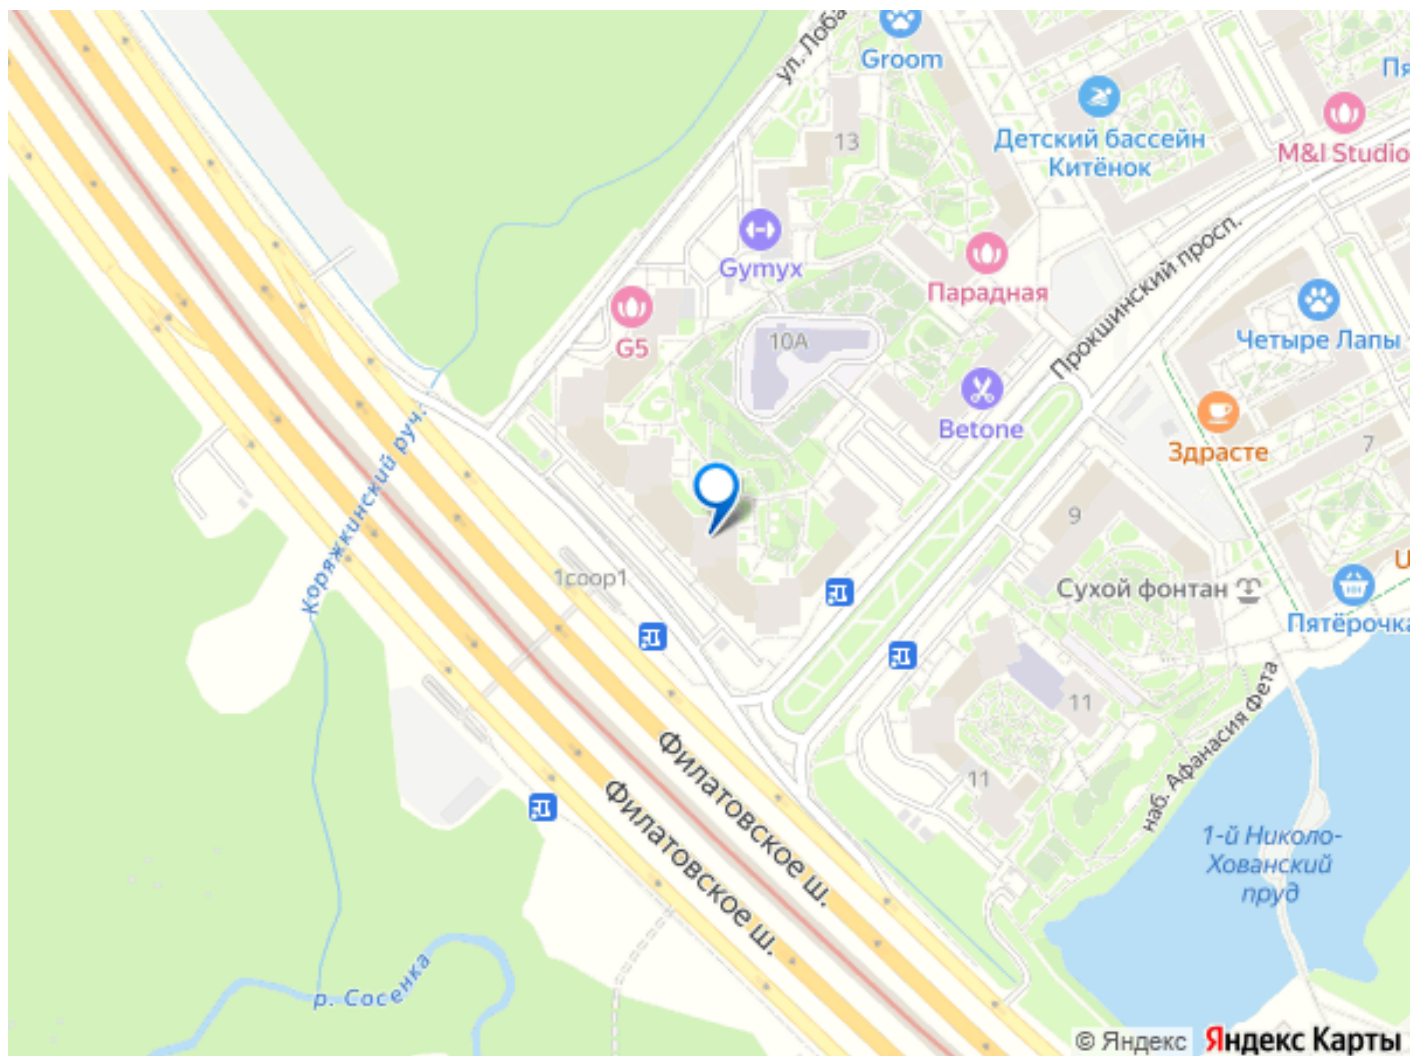 ул. Лоба
Groom
Пя
Детский бассейн
Китёнок
M&I Studio
13
Gymyx
Парадная
Прокшинский просп.
G5
10А
Четыре Лапы
Betone
Здрасте
7
Коряжкинский руч.
9
1соор1
Сухой фонтан
U
Пятёрочка
11
11
наб. Афанасия Фета
Филатовское ш.
Филатовское ш.
1-й Николо-
Хованский
пруд
р. Сосенка
© Яндекс
Яндекс Карты